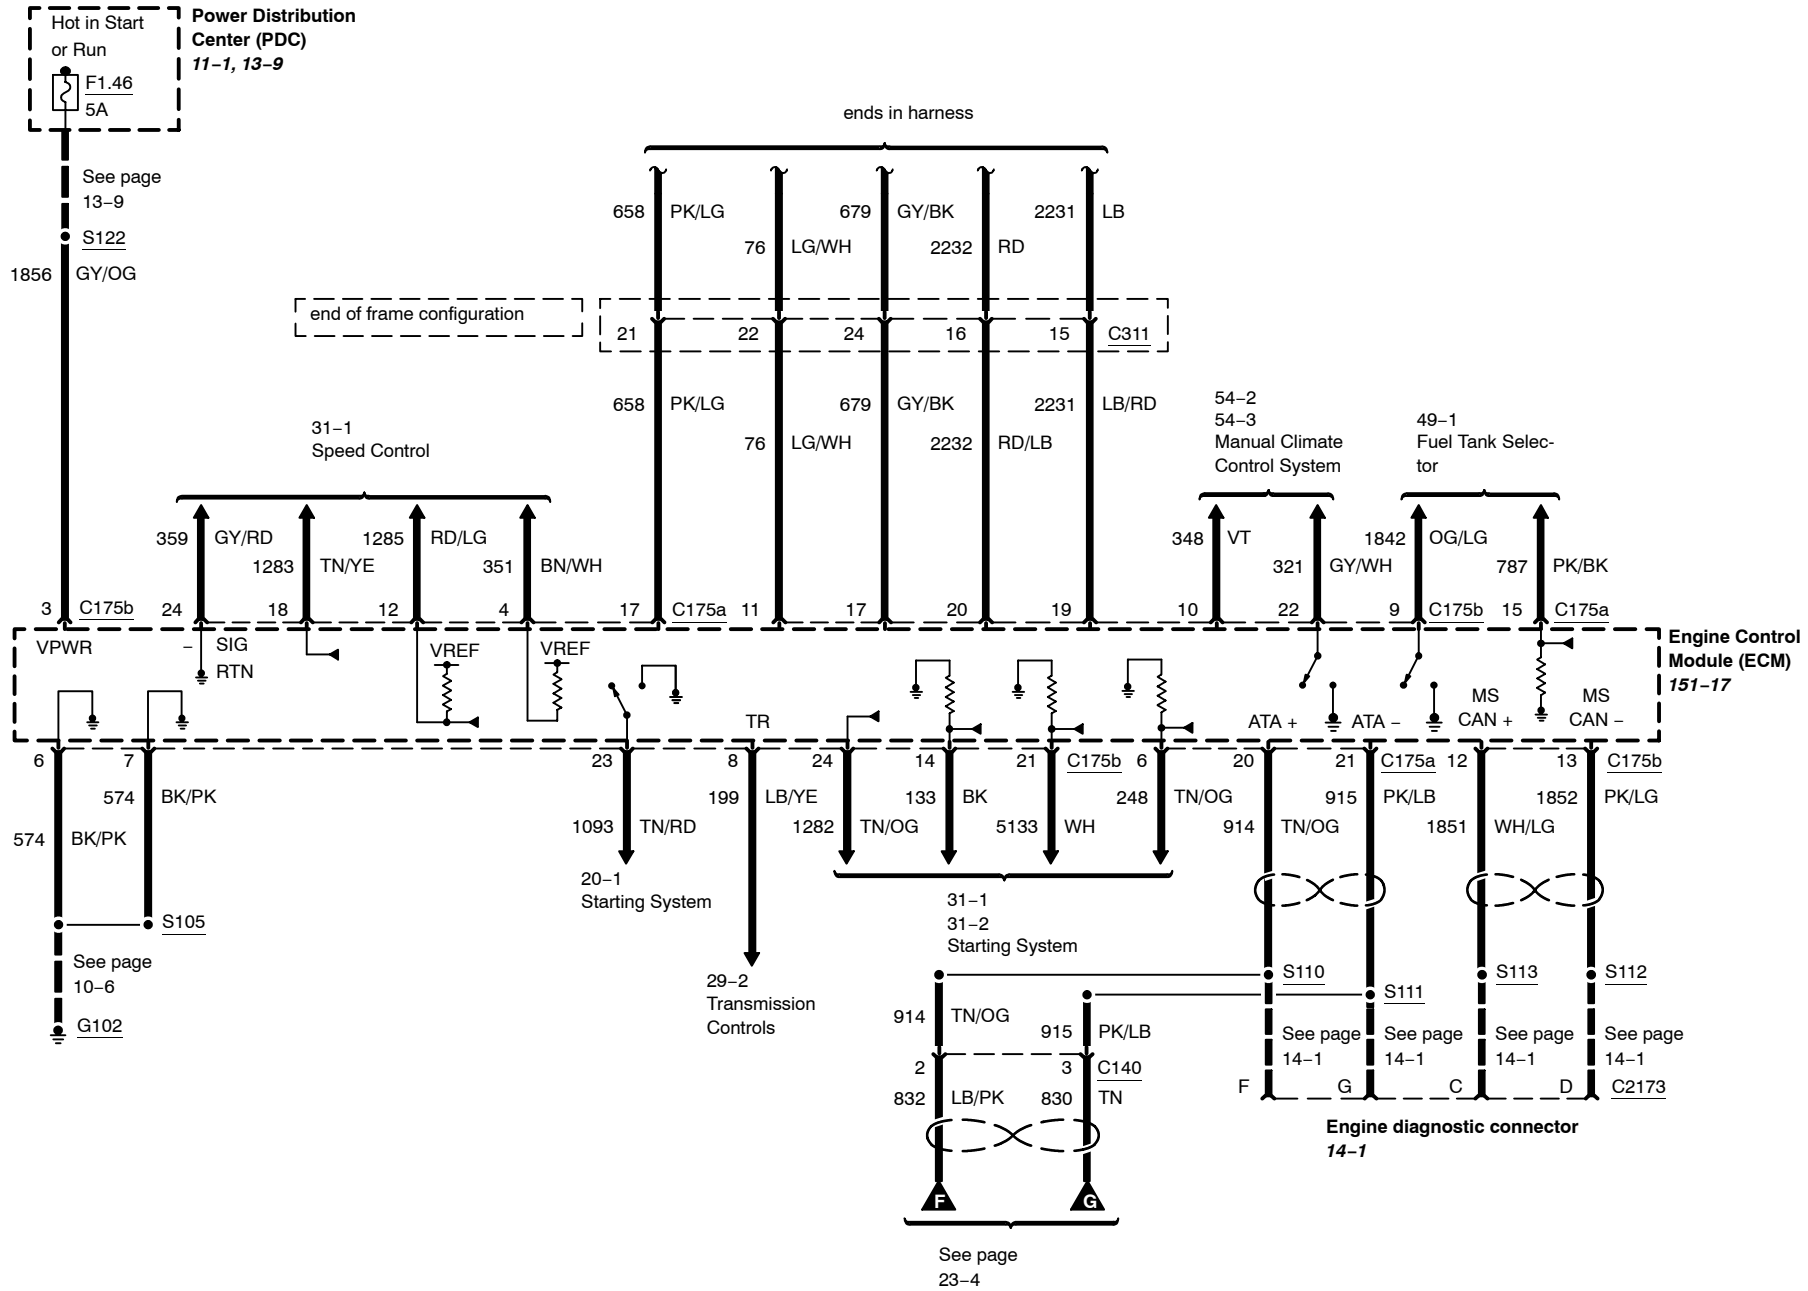 Hot in Start
or Run
F1.46
5A
Power Distribution
Center (PDC)
11−1, 13−9
See page
13−9
S122
1856 GY/OG
ends in harness
658 PK/LG
679 GY/BK
2231 LB
76 LG/WH
2232 RD
end of frame configuration
21 22 24 16 15 C311
658 PK/LG
679 GY/BK
2231 LB/RD
76 LG/WH
2232 RD/LB
31−1
Speed Control
54−2
54−3
Manual Climate
Control System
49−1
Fuel Tank Selec-
tor
359 GY/RD
1285 RD/LG
348 VT
1842 OG/LG
1283 TN/YE
351 BN/WH
321 GY/WH
787 PK/BK
3 C175b 24 18 12 4 17 C175a 11 17 20 19 10 22 9 C175b 15 C175a
Engine Control
Module (ECM)
151−17
VPWR
− SIG
RTN
VREF
VREF
TR
ATA +
ATA −
MS
CAN +
MS
CAN −
6 7 23 8 24 14 21 C175b 6 20 21 C175a 12 13 C175b
574 BK/PK
199 LB/YE
133 BK
248 TN/OG
915 PK/LB
1852 PK/LG
574 BK/PK
1093 TN/RD
1282 TN/OG
5133 WH
914 TN/OG
1851 WH/LG
20−1
Starting System
31−1
31−2
Starting System
S105
See page
10−6
G102
29−2
Transmission
Controls
S110
S111
S113
S112
914 TN/OG
915 PK/LB
See page
14−1
See page
14−1
See page
14−1
See page
14−1
2 3 C140
832 LB/PK
830 TN
F G C D C2173
Engine diagnostic connector
14−1
F
G
See page
23−4